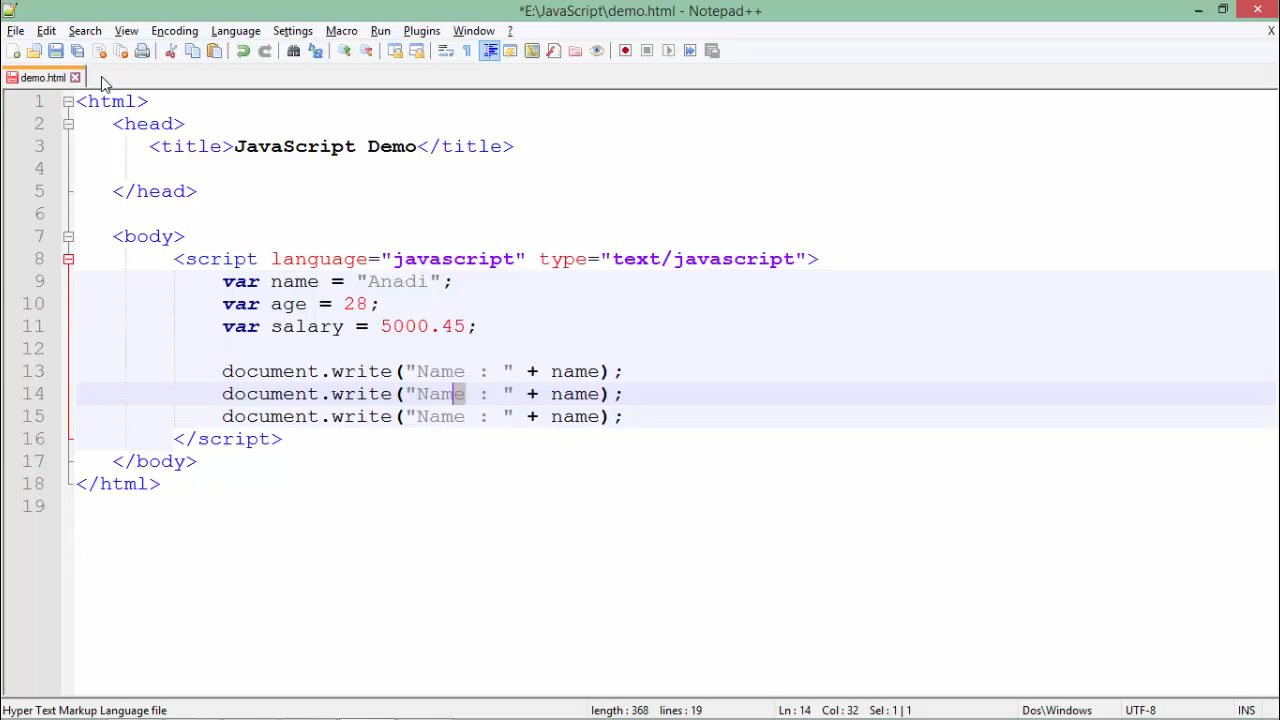 *E:\JavaScript\demo.html - Notepad++
File Edit Search View Encoding Language Settings Macro Run Plugins Window ? X
demo.html
1 <html>
2 <head>
3 <title>JavaScript Demo</title>
4
5 </head>
6
7 <body>
8 <script language="javascript" type="text/javascript">
9 var name = "Anadi";
10 var age = 28;
11 var salary = 5000.45;
12
13 document.write("Name : " + name);
14 document.write("Name : " + name);
15 document.write("Name : " + name);
16 </script>
17 </body>
18 </html>
19
Hyper Text Markup Language file length : 368 lines : 19 Ln : 14 Col : 32 Sel : 1 | 1 Dos\Windows UTF-8 INS